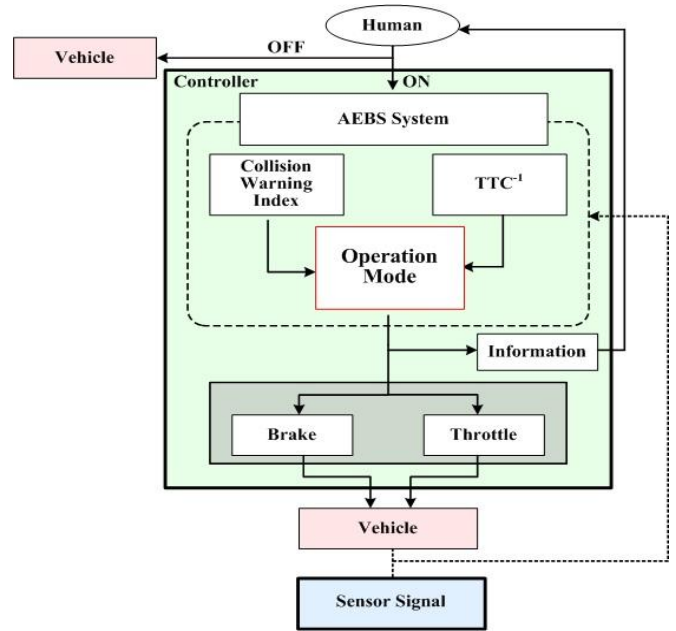 Human
OFF
Vehicle
Controller
ON
AEBS System
Collision
Warning
Index
TTC⁻¹
Operation
Mode
Information
Brake
Throttle
Vehicle
Sensor Signal